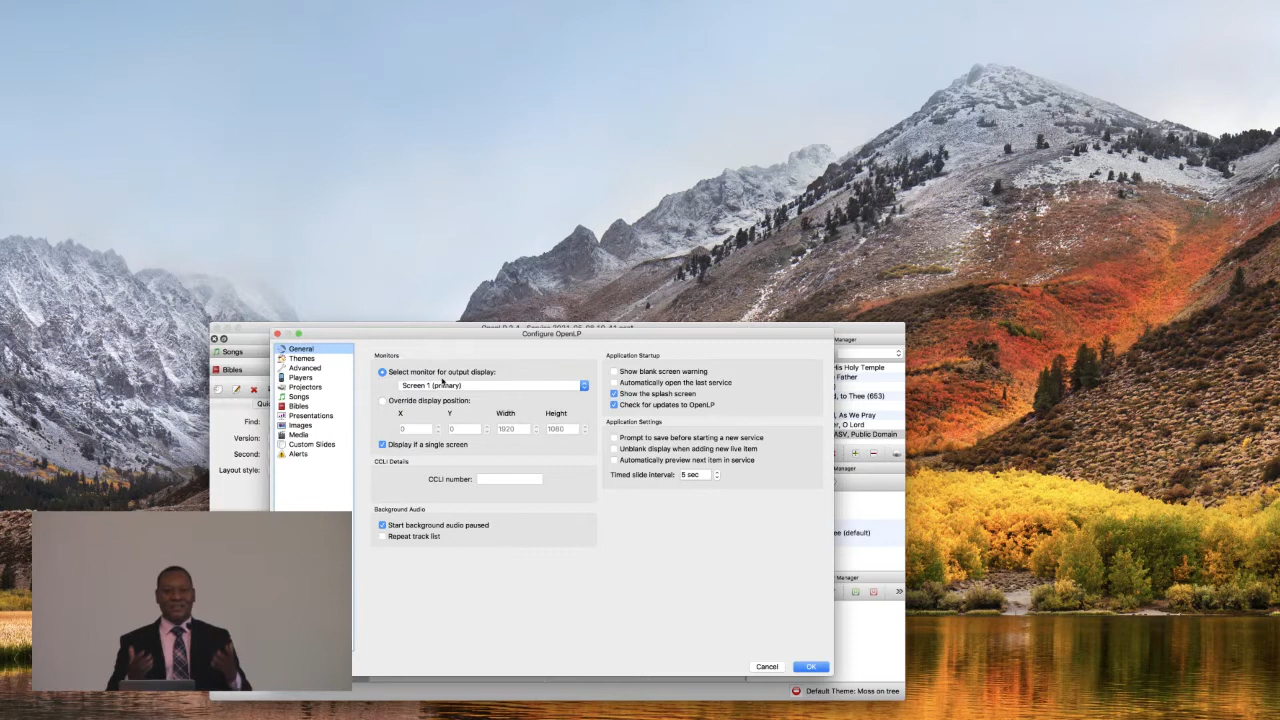 Configure OpenLP
Songs
Bibles
Find:
Version:
Second:
Layout style:
General
Themes
Advanced
Players
Projectors
Songs
Bibles
Presentations
Images
Media
Custom Slides
Alerts
Monitors
Select monitor for output display:
Screen 1 (primary)
Override display position:
X Y Width Height
0 0 1920 1080
Display if a single screen
CCLI Details
CCLI number:
Background Audio
Start background audio paused
Repeat track list
Application Startup
Show blank screen warning
Automatically open the last service
Show the splash screen
Check for updates to OpenLP
Application Settings
Prompt to save before starting a new service
Unblank display when adding new live item
Automatically preview next item in service
Timed slide interval: 5 sec
Cancel OK
Manager
His Holy Temple
Father
to Thee (653)
As We Pray
O Lord
ASV, Public Domain
Manager
ee (default)
Manager
Default Theme: Moss on tree